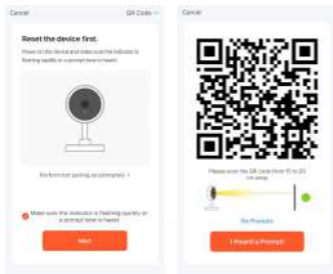 Cancel
QR Code
Reset the device first.
Power on the device and make sure the indicator is
flashing rapidly or a prompt tone is heard.
Perform net pairing as prompted. >
Make sure the indicator is flashing quickly or
a prompt tone is heard
Next
Cancel
Please scan the QR code from 15 to 20
cm away.
No Prompts
I Heard a Prompt